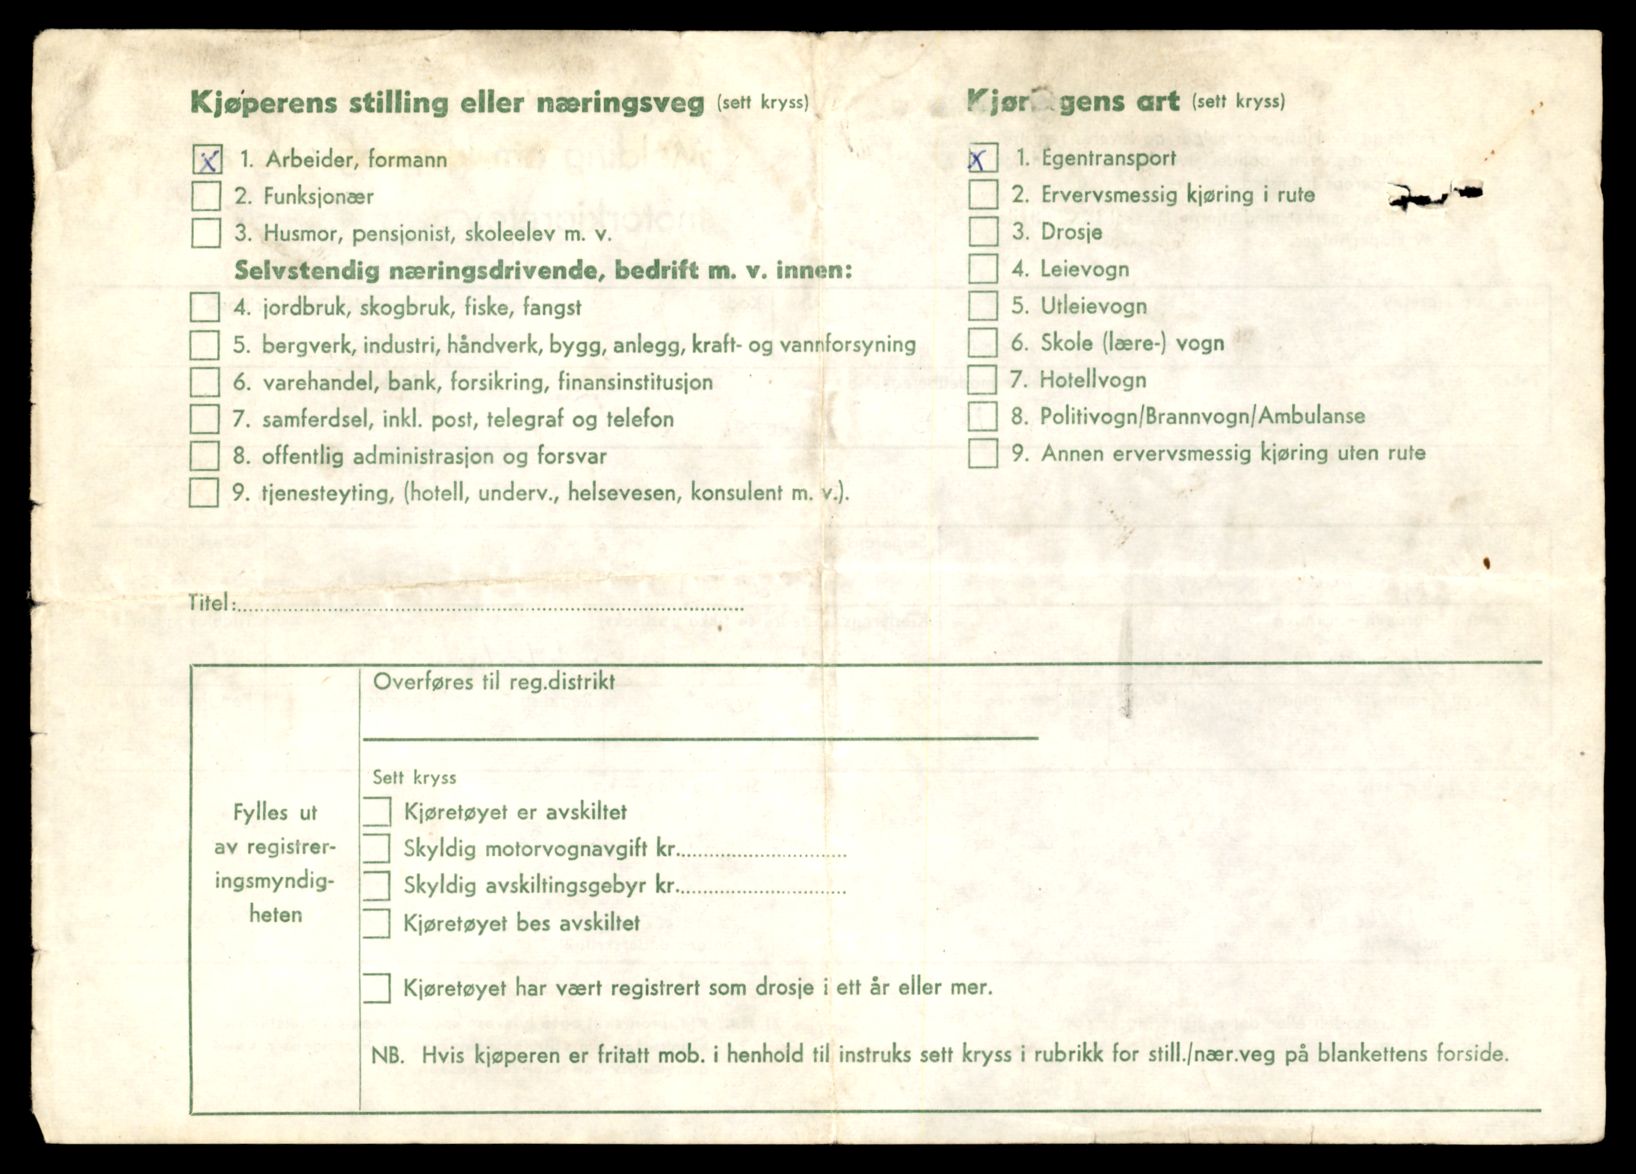 Kjøperens stilling eller næringsveg (sett kryss)
x 1. Arbeider, formann
2. Funksjonær
3. Husmor, pensjonist, skoleelev m. v.
Selvstendig næringsdrivende, bedrift m. v. innen:
4. jordbruk, skogbruk, fiske, fangst
5. bergverk, industri, håndverk, bygg, anlegg, kraft- og vannforsyning
6. varehandel, bank, forsikring, finansinstitusjon
7. samferdsel, inkl. post, telegraf og telefon
8. offentlig administrasjon og forsvar
9. tjenesteyting, (hotell, underv., helsevesen, konsulent m. v.).
Kjøringens art (sett kryss)
x 1. Egentransport
2. Ervervsmessig kjøring i rute
3. Drosje
4. Leievogn
5. Utleievogn
6. Skole (lære-) vogn
7. Hotellvogn
8. Politivogn/Brannvogn/Ambulanse
9. Annen ervervsmessig kjøring uten rute
Titel:
Fylles ut
av registrer-
ingsmyndig-
heten
Overføres til reg.distrikt
Sett kryss
Kjøretøyet er avskiltet
Skyldig motorvognavgift kr.
Skyldig avskiltingsgebyr kr.
Kjøretøyet bes avskiltet
Kjøretøyet har vært registrert som drosje i ett år eller mer.
NB. Hvis kjøperen er fritatt mob. i henhold til instruks sett kryss i rubrikk for still./nær.veg på blankettens forside.